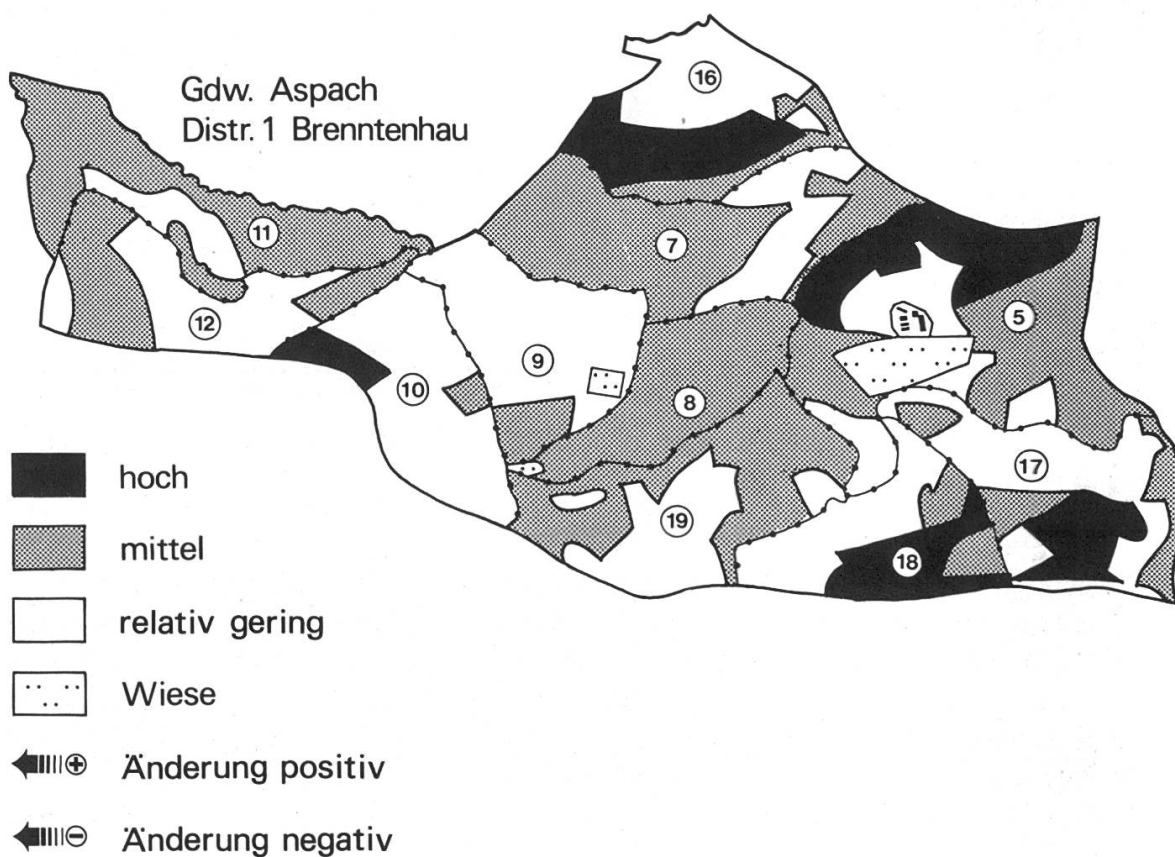 Gdw. Aspach
Distr. 1 Brenntenhau
16
11
7
5
12
9
10
8
17
19
18
hoch
mittel
relativ gering
Wiese
Änderung positiv
Änderung negativ